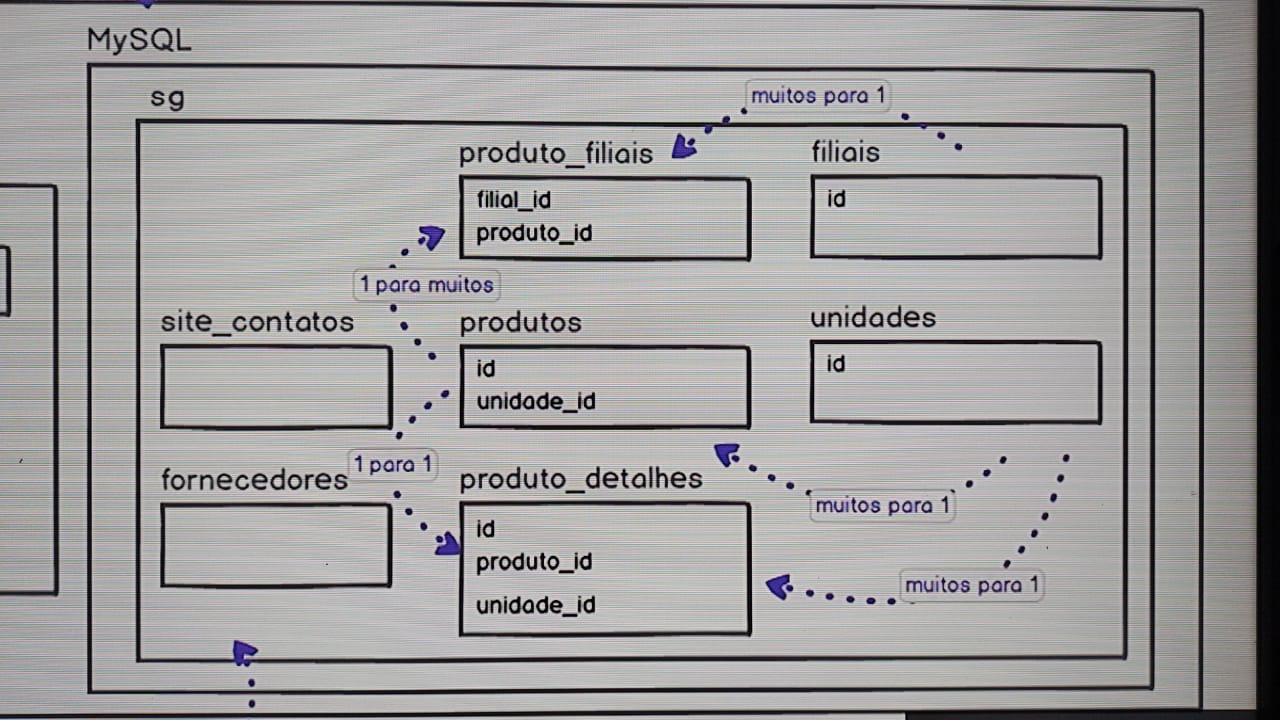 MySQL
sg
muitos para 1
produto_filiais
filial_id
produto_id
filiais
id
1 para muitos
site_contatos
produtos
id
unidade_id
unidades
id
1 para 1
muitos para 1
fornecedores
produto_detalhes
id
produto_id
unidade_id
muitos para 1